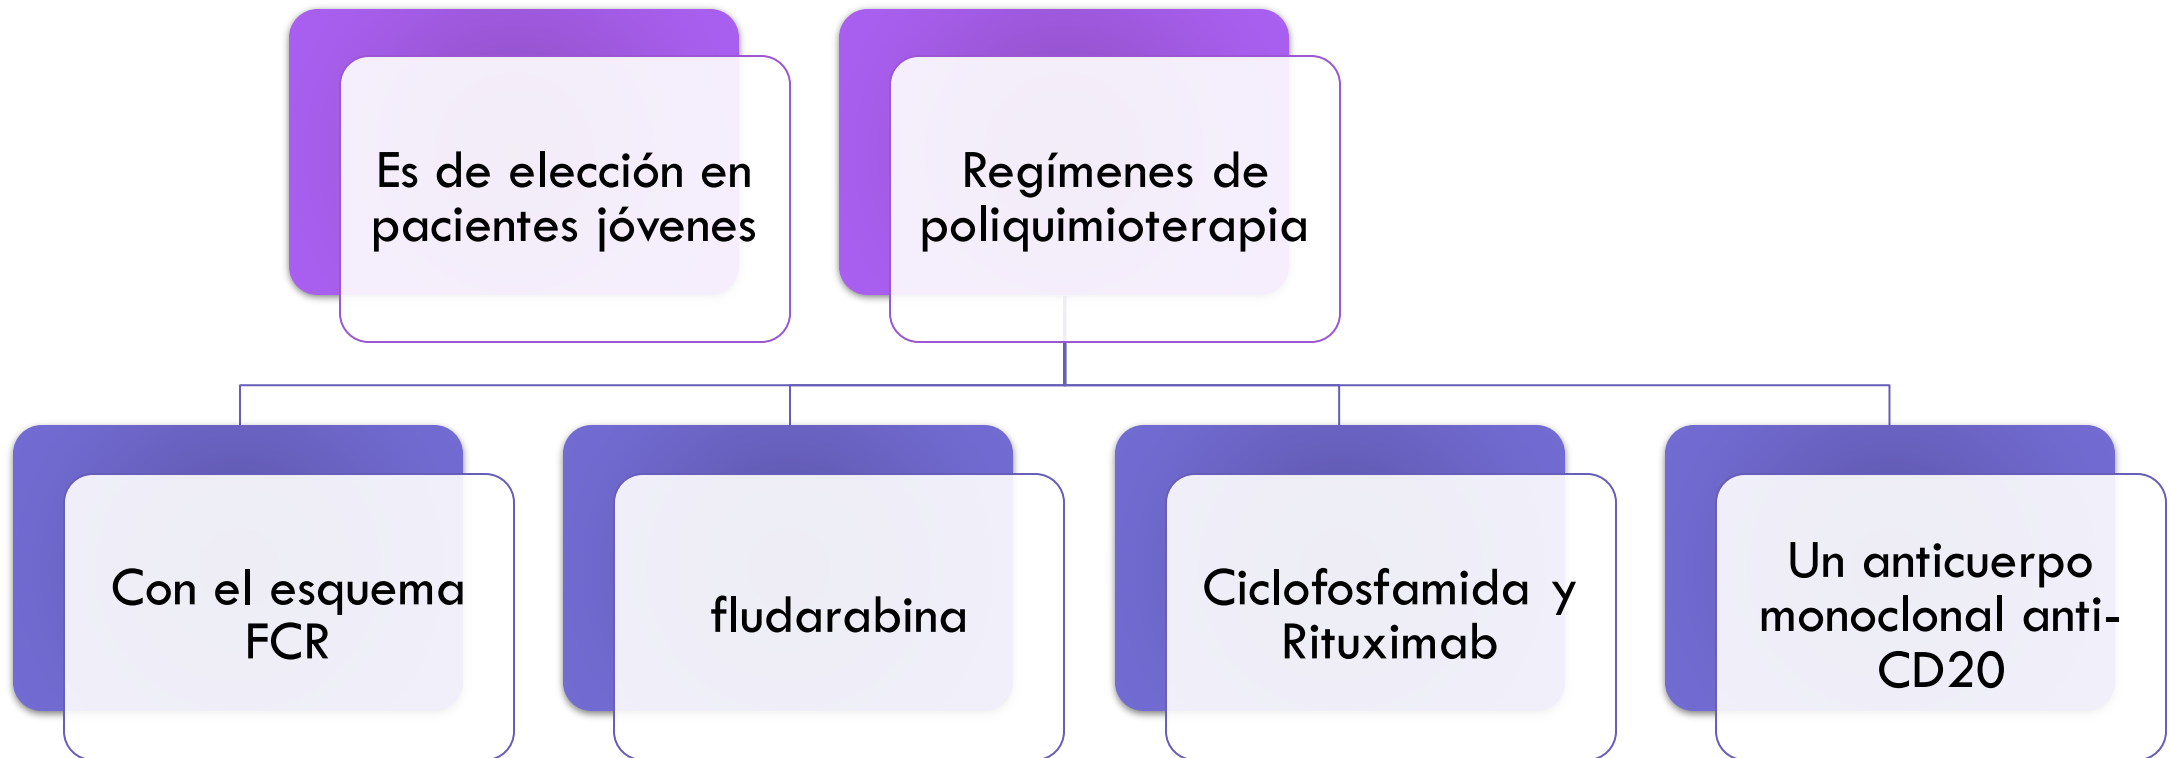 Es de elección en
pacientes jóvenes
Regímenes de
poliquimioterapia
Con el esquema
FCR
fludarabina
Ciclofosfamida y
Rituximab
Un anticuerpo
monoclonal anti-
CD20